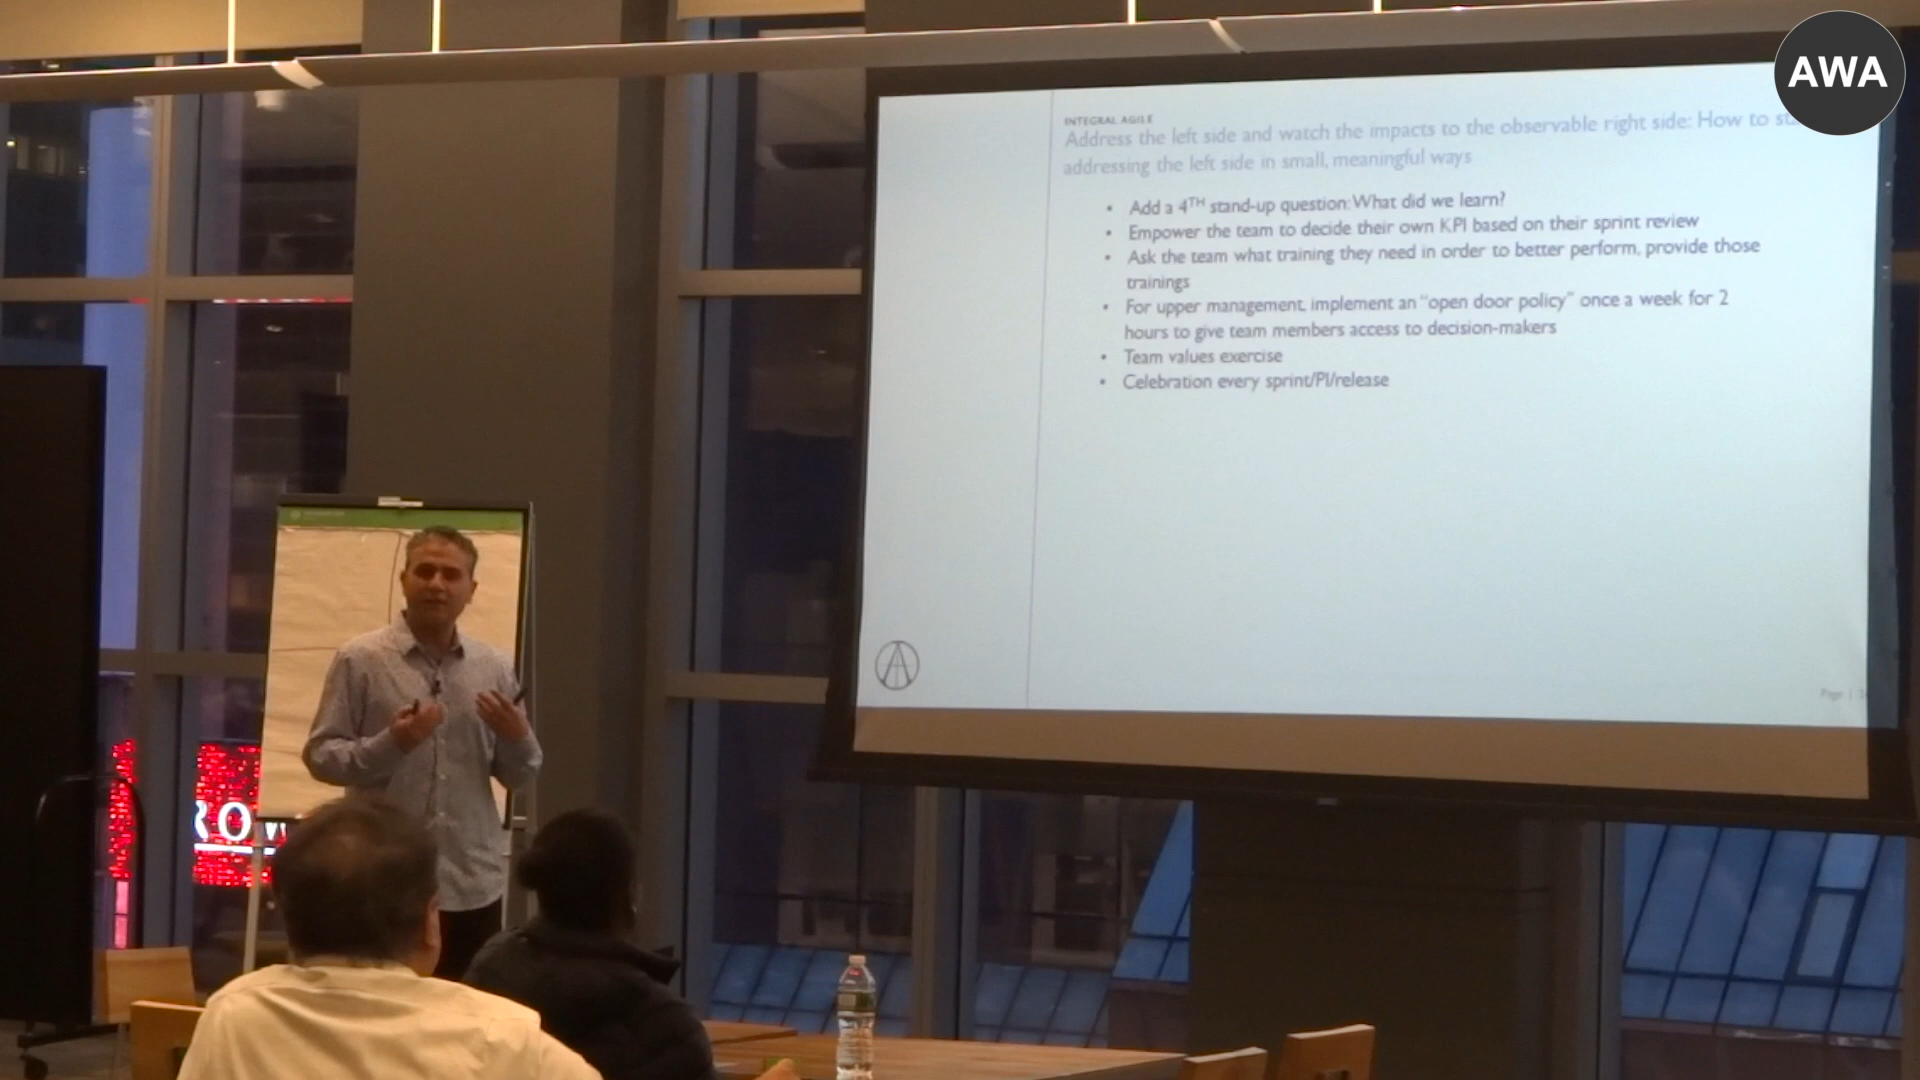 AWA
INTEGRAL AGILE
Address the left side and watch the impacts to the observable right side: How to
addressing the left side in small, meaningful ways
• Add a 4TH stand-up question: What did we learn?
• Empower the team to decide their own KPI based on their sprint review
• Ask the team what training they need in order to better perform, provide those
trainings
• For upper management, implement an "open door policy" once a week for 2
hours to give team members access to decision-makers
• Team values exercise
• Celebration every sprint/PI/release
Page |
RO